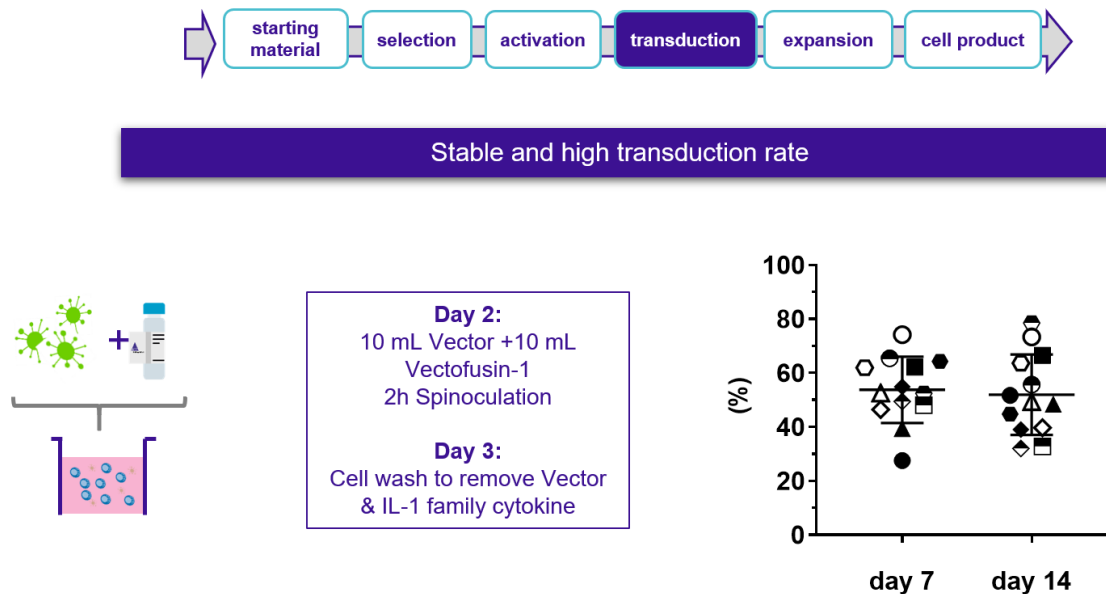 starting
material
selection
activation
transduction
expansion
cell product
Stable and high transduction rate
+
Day 2:
10 mL Vector +10 mL
Vectofusin-1
2h Spinoculation
Day 3:
Cell wash to remove Vector
& IL-1 family cytokine
(%)
100
80
60
40
20
0
day 7
day 14